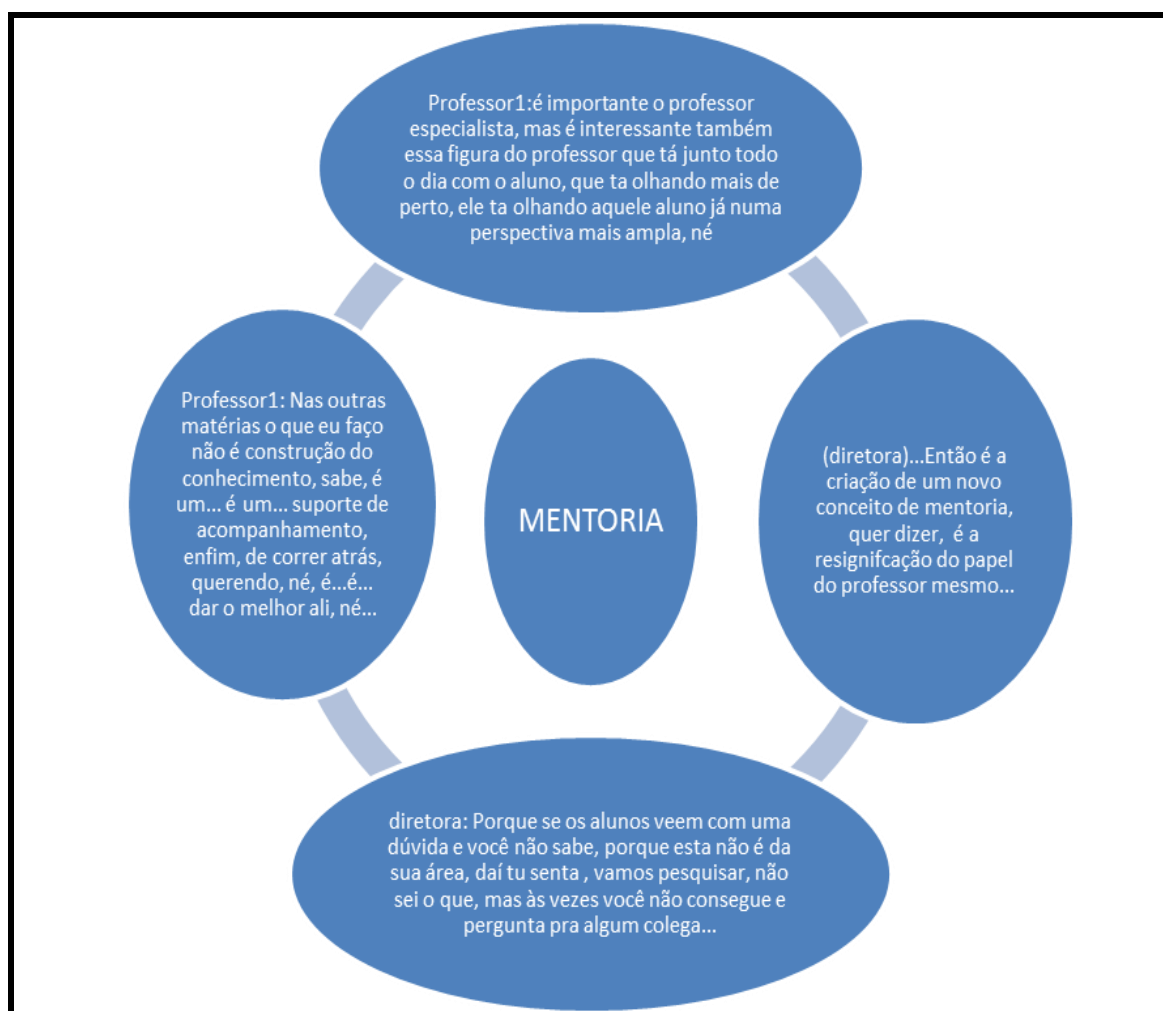 Professor1:é importante o professor
especialista, mas é interessante também
essa figura do professor que tá junto todo
o dia com o aluno, que ta olhando mais de
perto, ele ta olhando aquele aluno já numa
perspectiva mais ampla, né
Professor1: Nas outras
matérias o que eu faço
não é construção do
conhecimento, sabe, é
um... é um... suporte de
acompanhamento,
enfim, de correr atrás,
querendo, né, é...é...
dar o melhor ali, né...
MENTORIA
(diretora)...Então é a
criação de um novo
conceito de mentoria,
quer dizer, é a
resignifcação do papel
do professor mesmo...
diretora: Porque se os alunos veem com uma
dúvida e você não sabe, porque esta não é da
sua área, daí tu senta , vamos pesquisar, não
sei o que, mas às vezes você não consegue e
pergunta pra algum colega...